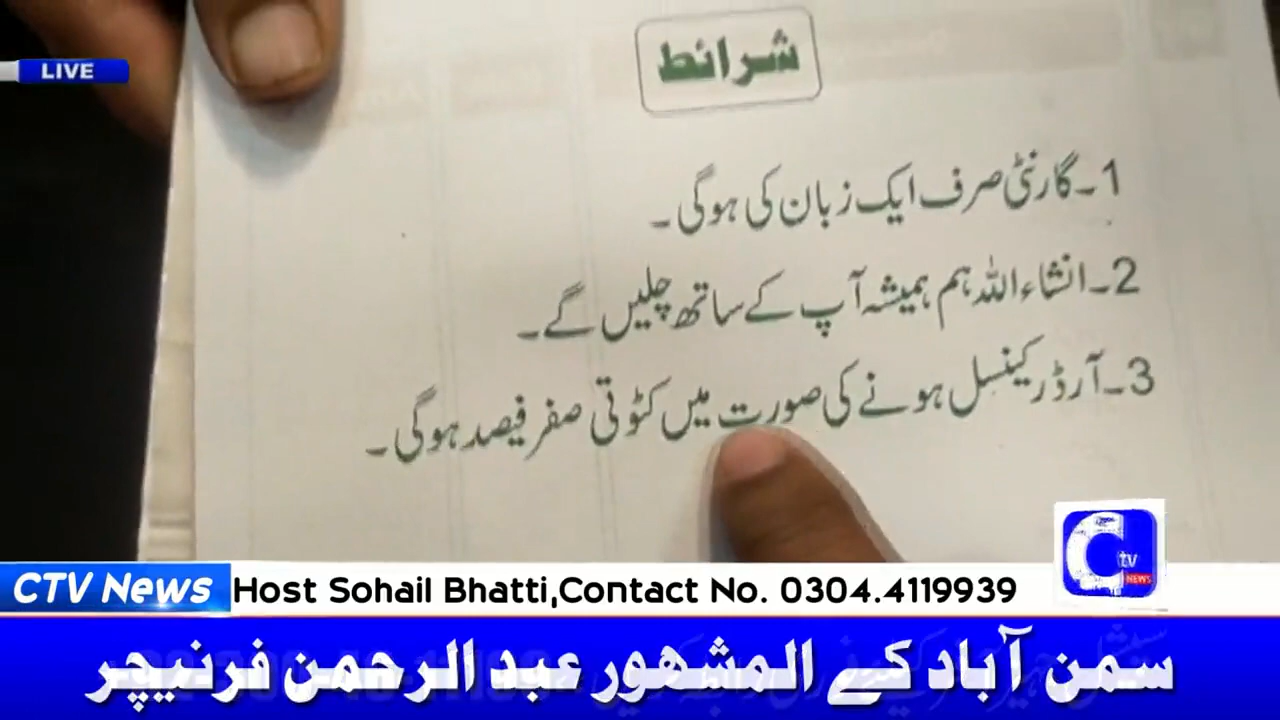 LIVE
شرائط
1۔گارنٹی صرف ایک زبان کی ہوگی۔
2۔انشاءاللہ ہم ہمیشہ آپ کے ساتھ چلیں گے۔
3۔آرڈر کینسل ہونے کی صورت میں کٹوتی صفر فیصد ہوگی۔
C tv NEWS
CTV News
Host Sohail Bhatti,Contact No. 0304.4119939
سمن آباد کے المشھور عبد الرحمن فرنیچر